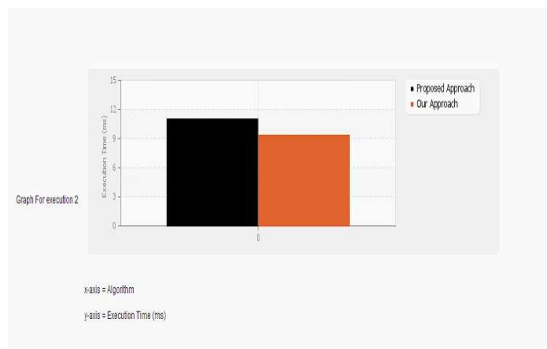 15
12
9
6
3
0
Execution Time (ms)
0
▪ Proposed Approach
▪ Our Approach
Graph For execution 2
x-axis = Algorithm
y-axis = Execution Time (ms)